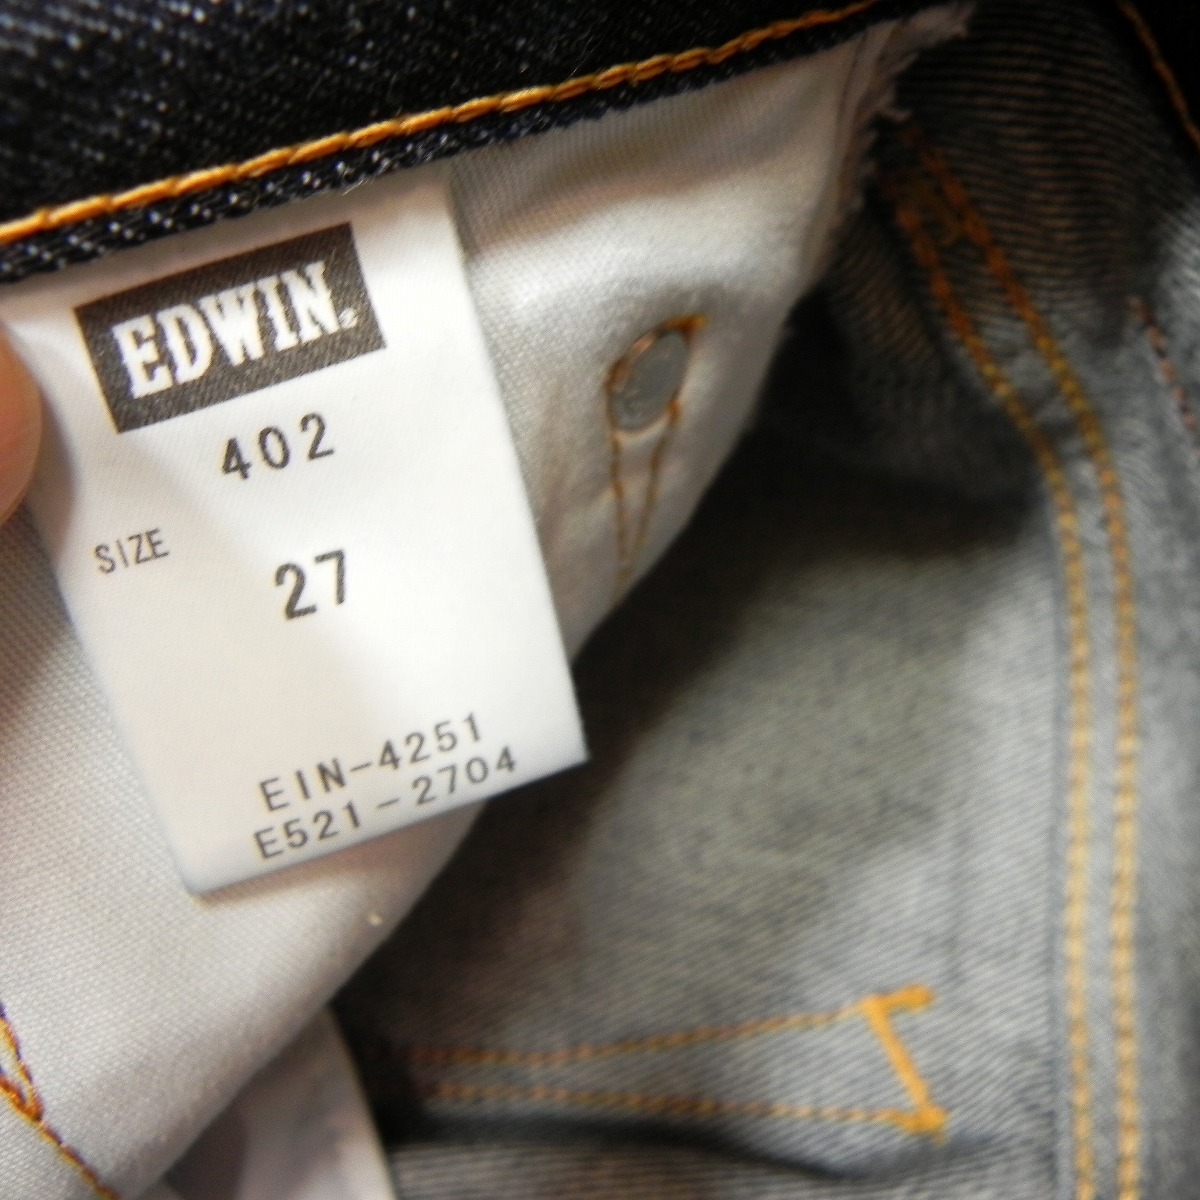 EDWIN.
402
SIZE
27
EIN-4251
E521-2704